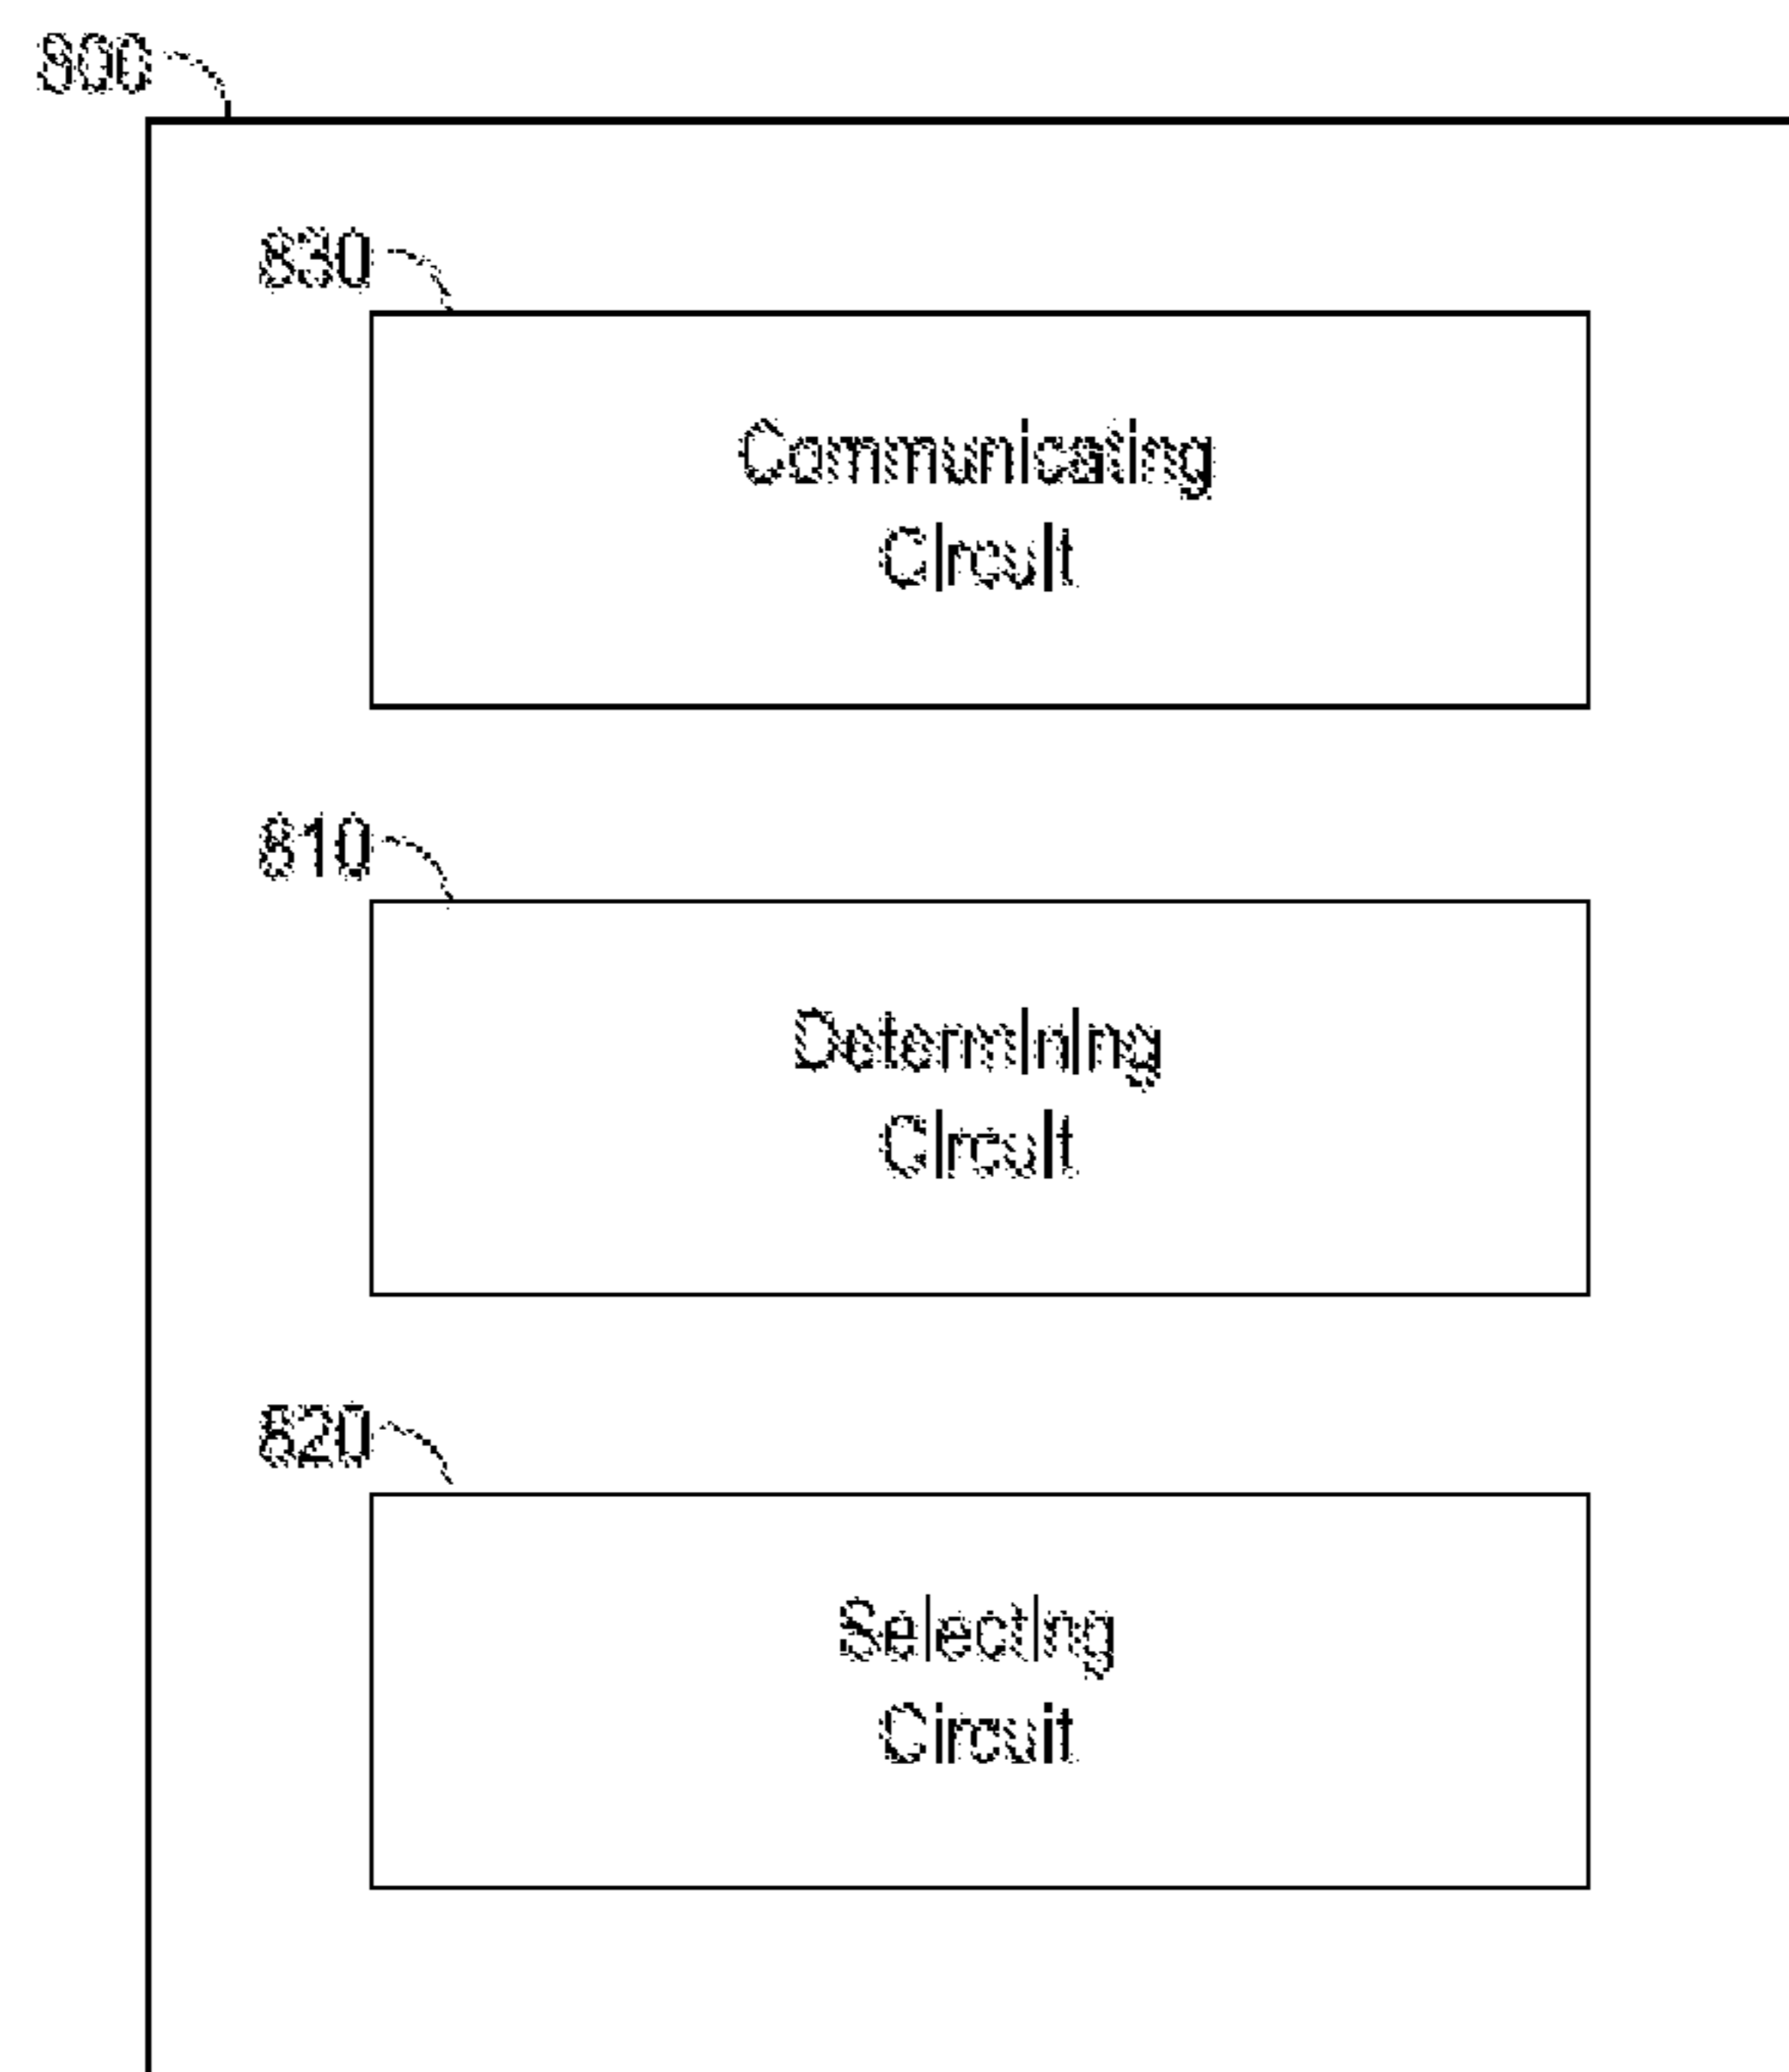 800
830
Communicating
Circuit
810
Determining
Circuit
820
Selecting
Circuit